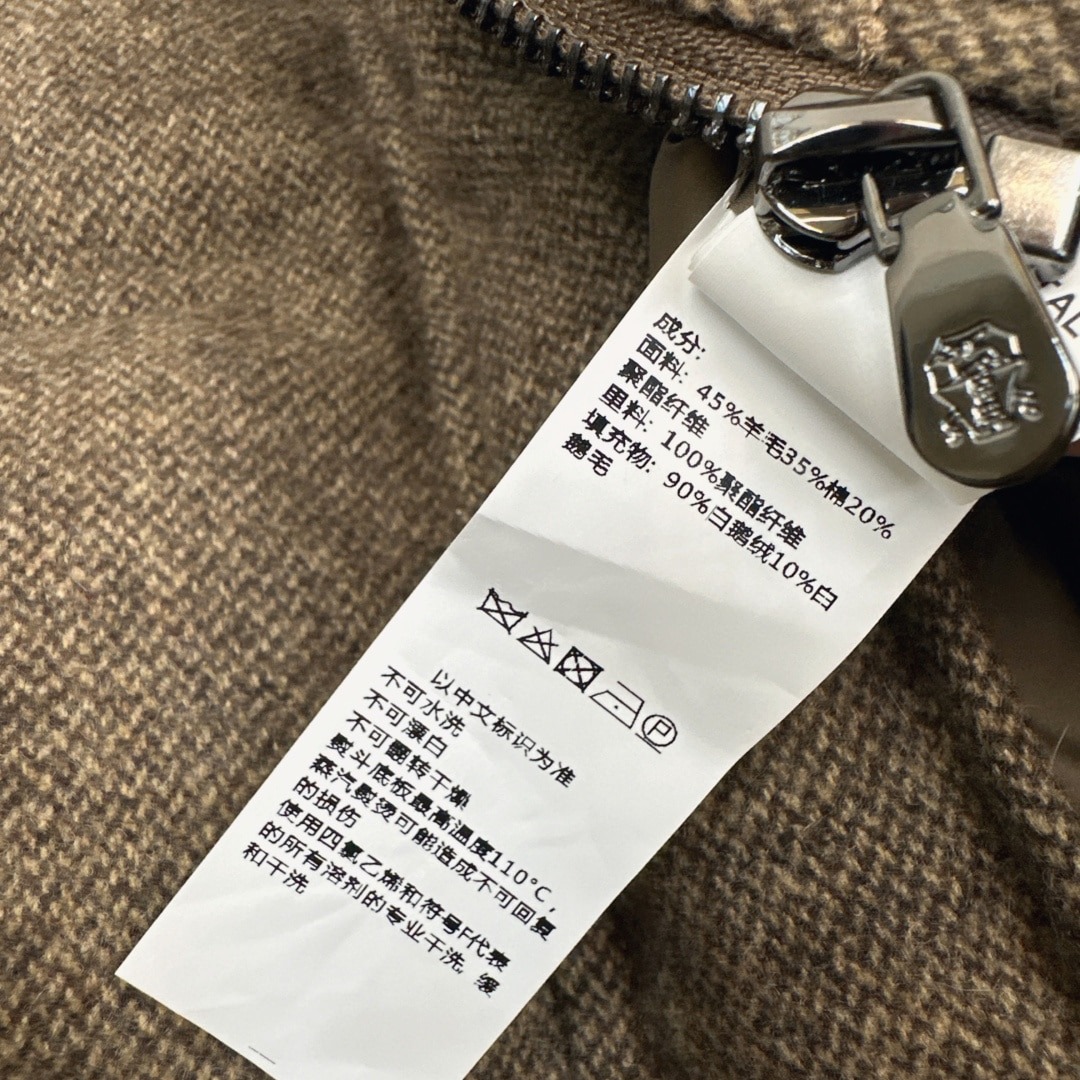 成分:
面料: 45%羊毛35%棉20%
聚酯纤维
里料: 100%聚酯纤维
填充物: 90%白鹅绒10%白
鹅毛
P
以中文标识为准
不可水洗
不可漂白
不可翻转干燥
熨斗底板最高温度110°C,
蒸汽熨烫可能造成不可回复
的损伤
使用四氯乙烯和符号F代表
的所有溶剂的专业干洗, 缓
和干洗
AL